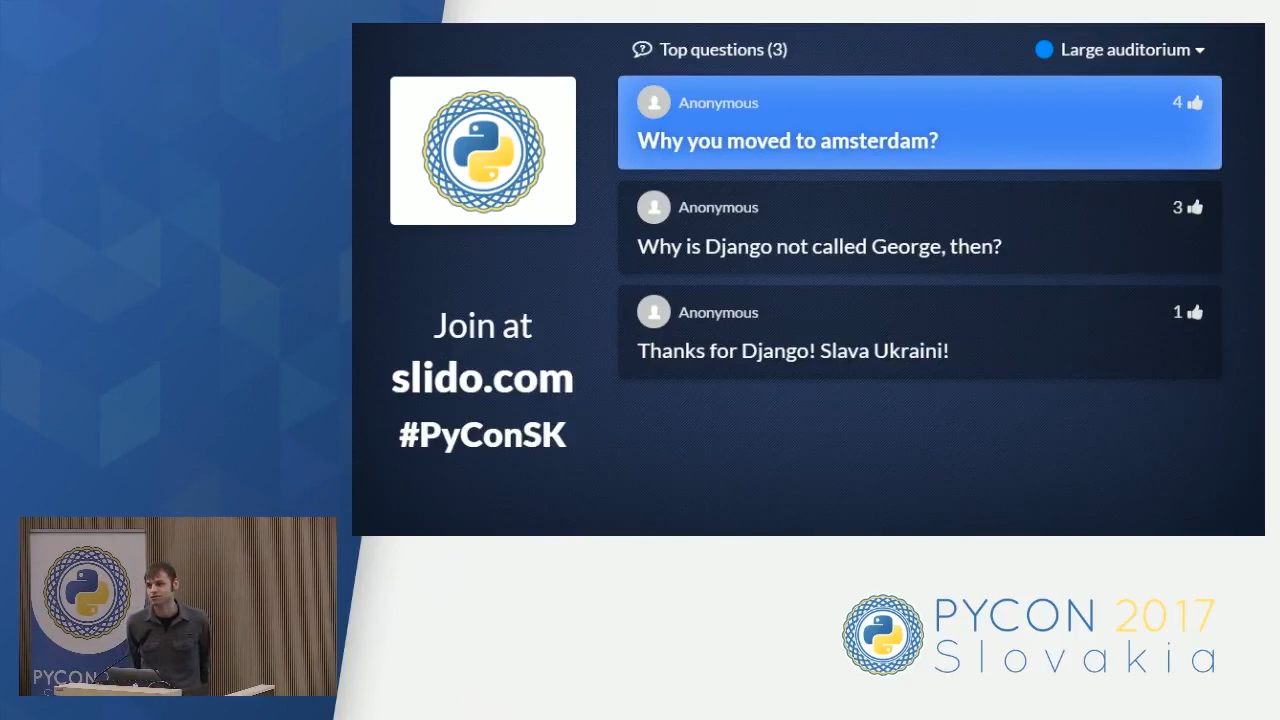 Top questions (3)
Large auditorium
Anonymous
4
Why you moved to amsterdam?
Anonymous
3
Why is Django not called George, then?
Anonymous
1
Thanks for Django! Slava Ukraini!
Join at
slido.com
#PyConSK
PYCON
PYCON 2017
Slovakia